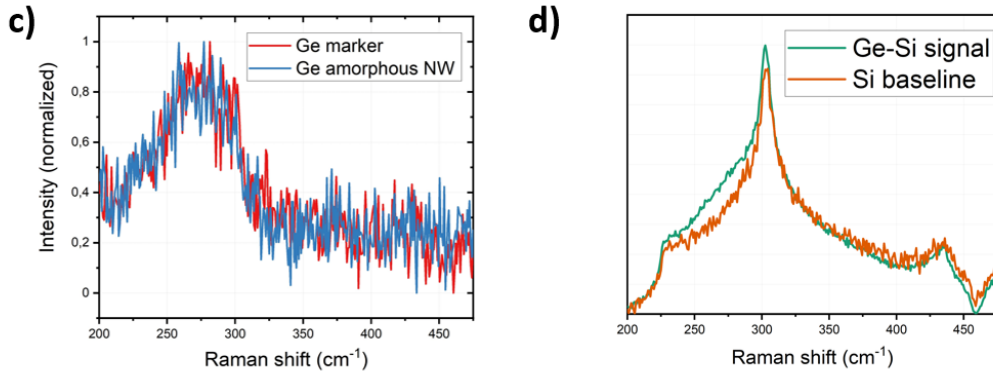 c)
Intensity (normalized)
1
0,8
0,6
0,4
0,2
0
Ge marker
Ge amorphous NW
200 250 300 350 400 450
Raman shift (cm-1)
d)
Ge-Si signal
Si baseline
200 250 300 350 400 450
Raman shift (cm-1)